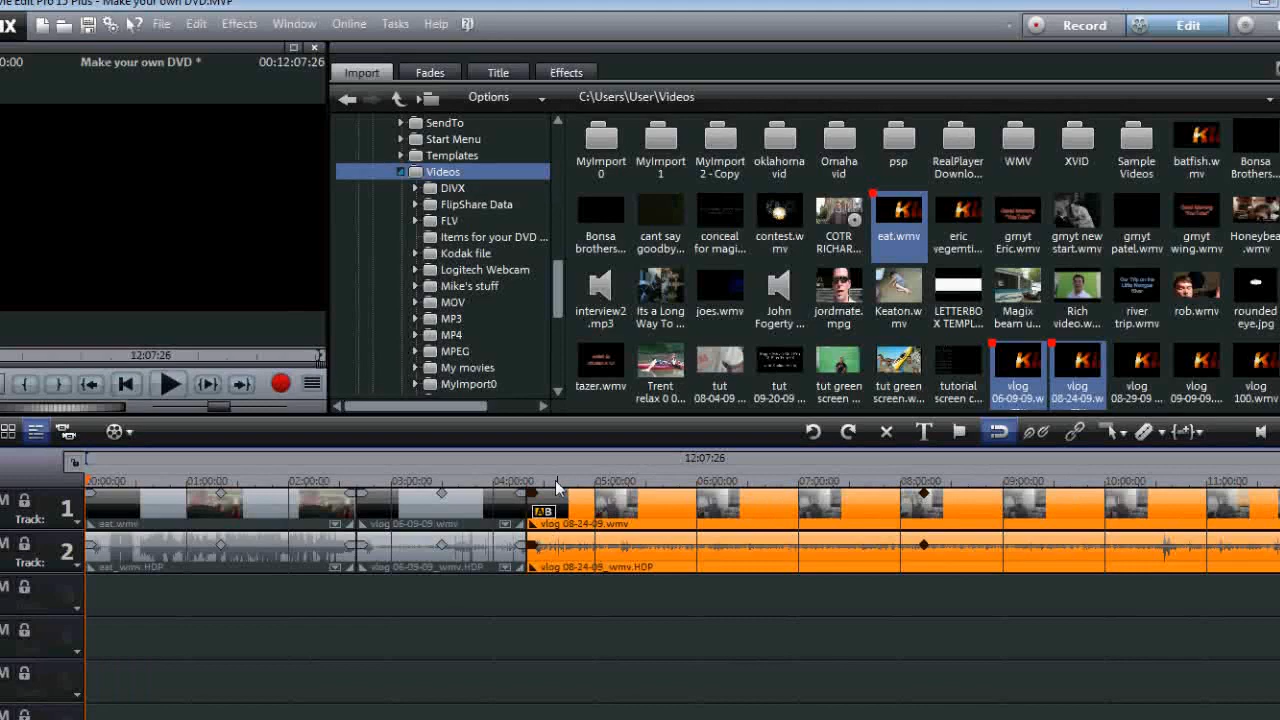 vie Edit Pro 15 Plus - Make your own DVD.MVP
IX File Edit Effects Window Online Tasks Help
Record Edit
0:00 Make your own DVD * 00:12:07:26
Import Fades Title Effects
Options C:\Users\User\Videos
SendTo
Start Menu
Templates
Videos
DIVX
FlipShare Data
FLV
Items for your DVD ...
Kodak file
Logitech Webcam
Mike's stuff
MOV
MP3
MP4
MPEG
My movies
MyImport0
MyImport 0 MyImport 1 MyImport 2 - Copy oklahoma vid Omaha vid psp RealPlayer Downlo... WMV XVID Sample Videos batfish.w mv Bonsa Brothers...
Bonsa brothers... cant say goodby... conceal for magi... contest.w mv COTR RICHAR... eat.wmv eric vegemti... grnyt Eric.wmv grnyt new start.wmv grnyt patel.wmv grnyt wing.wmv Honeybea .wmv
interview2 .mp3 Its a Long Way To ... joes.wmv John Fogerty ... jordmate. mpg Keaton.w mv LETTERBO X TEMPL... Magix beam u... Rich video.w... river trip.wmv rob.wmv rounded eye.jpg
tazer.wmv Trent relax 0 0... tut 08-04-09 ... tut 09-20-09 ... tut green screen ... tut green screen.w... tutorial screen c... vlog 06-09-09.w vlog 08-24-09.w vlog 08-29-09 ... vlog 09-09-09.... vlog 100.wmv
12:07:26
12:07:26
00:00:00 01:00:00 02:00:00 03:00:00 04:00:00 05:00:00 06:00:00 07:00:00 08:00:00 09:00:00 10:00:00 11:00:00
M 1
Track:
AB
eat.wmv vlog 06-09-09.wmv vlog 08-24-09.wmv
M 2
Track:
eat_wmv.HDP vlog 06-09-09_wmv.HDP vlog 08-24-09_wmv.HDP
M
M
M